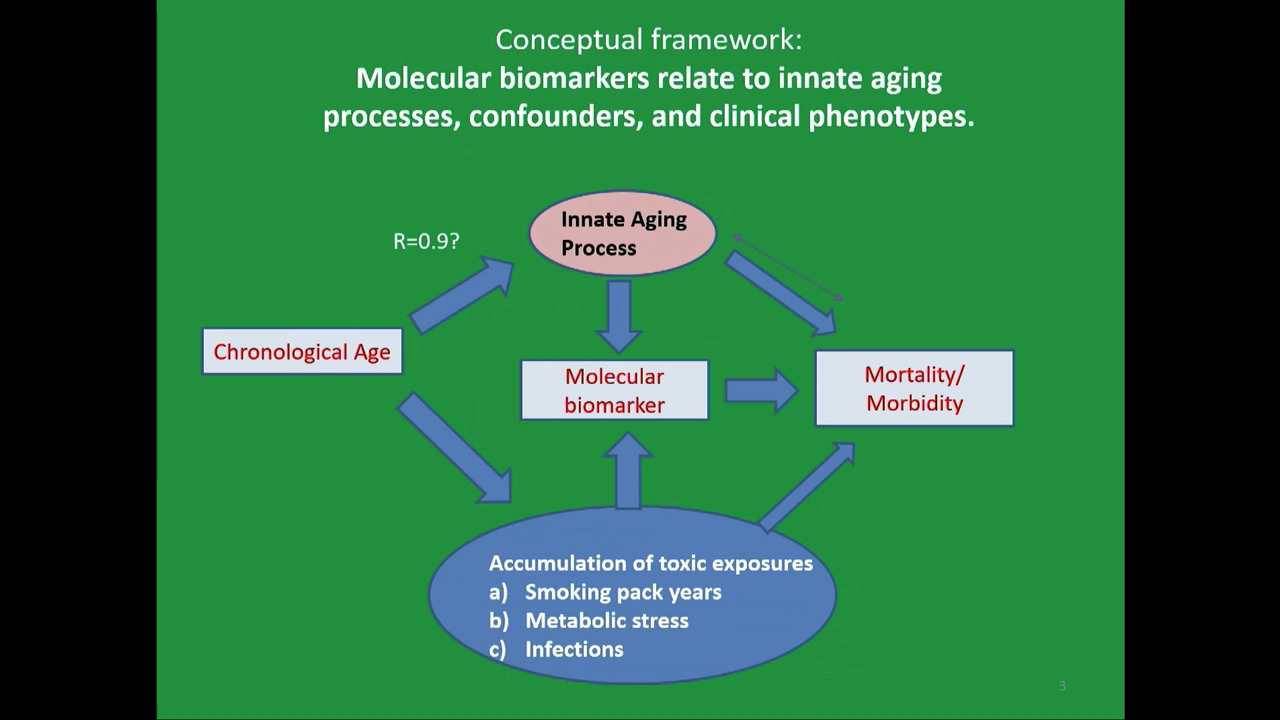 Conceptual framework:
Molecular biomarkers relate to innate aging
processes, confounders, and clinical phenotypes.
R=0.9?
Innate Aging
Process
Chronological Age
Molecular
biomarker
Mortality/
Morbidity
Accumulation of toxic exposures
a) Smoking pack years
b) Metabolic stress
c) Infections
3